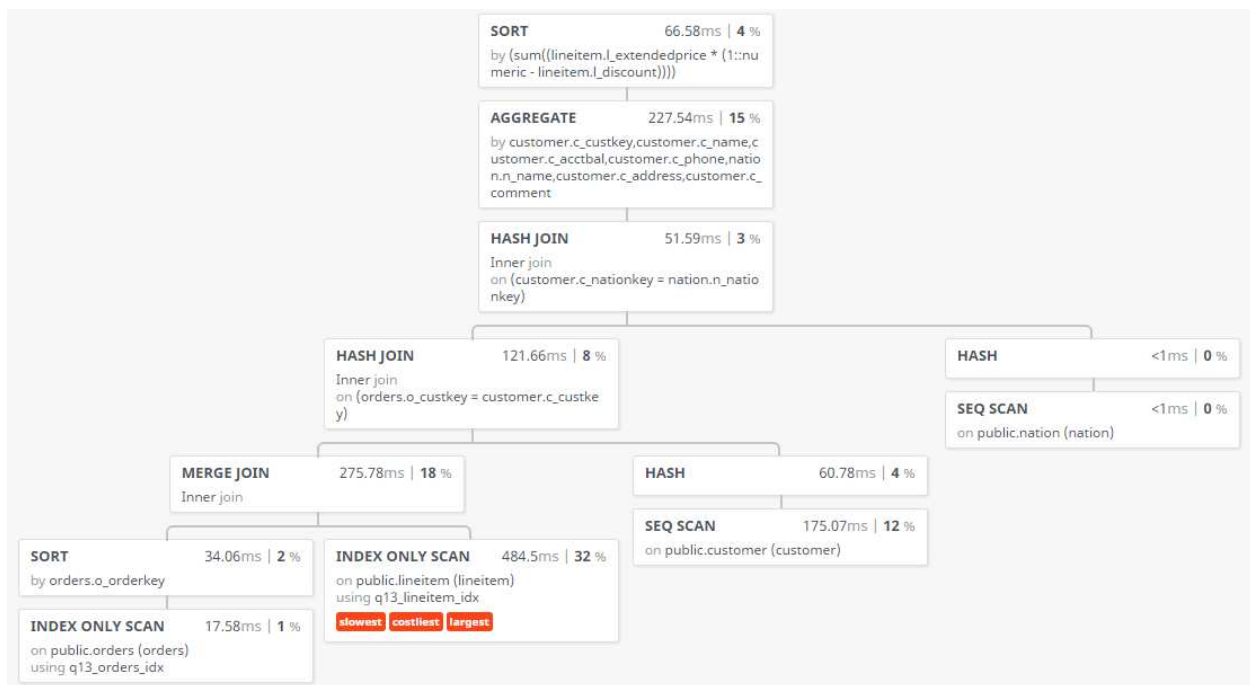 SORT 66.58ms | 4 %
by (sum((lineitem.l_extendedprice * (1::nu
meric - lineitem.l_discount))))
AGGREGATE 227.54ms | 15 %
by customer.c_custkey,customer.c_name,c
ustomer.c_acctbal,customer.c_phone,natio
n.n_name,customer.c_address,customer.c_
comment
HASH JOIN 51.59ms | 3 %
Inner join
on (customer.c_nationkey = nation.n_natio
nkey)
HASH JOIN 121.66ms | 8 %
Inner join
on (orders.o_custkey = customer.c_custke
y)
HASH <1ms | 0 %
SEQ SCAN <1ms | 0 %
on public.nation (nation)
MERGE JOIN 275.78ms | 18 %
Inner join
HASH 60.78ms | 4 %
SEQ SCAN 175.07ms | 12 %
on public.customer (customer)
SORT 34.06ms | 2 %
by orders.o_orderkey
INDEX ONLY SCAN 484.5ms | 32 %
on public.lineitem (lineitem)
using q13_lineitem_idx
slowest costliest largest
INDEX ONLY SCAN 17.58ms | 1 %
on public.orders (orders)
using q13_orders_idx